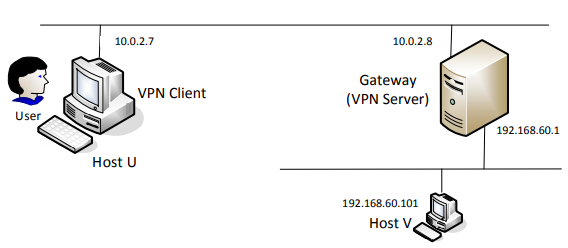 10.0.2.7
10.0.2.8
VPN Client
Gateway
(VPN Server)
User
192.168.60.1
Host U
192.168.60.101
Host V